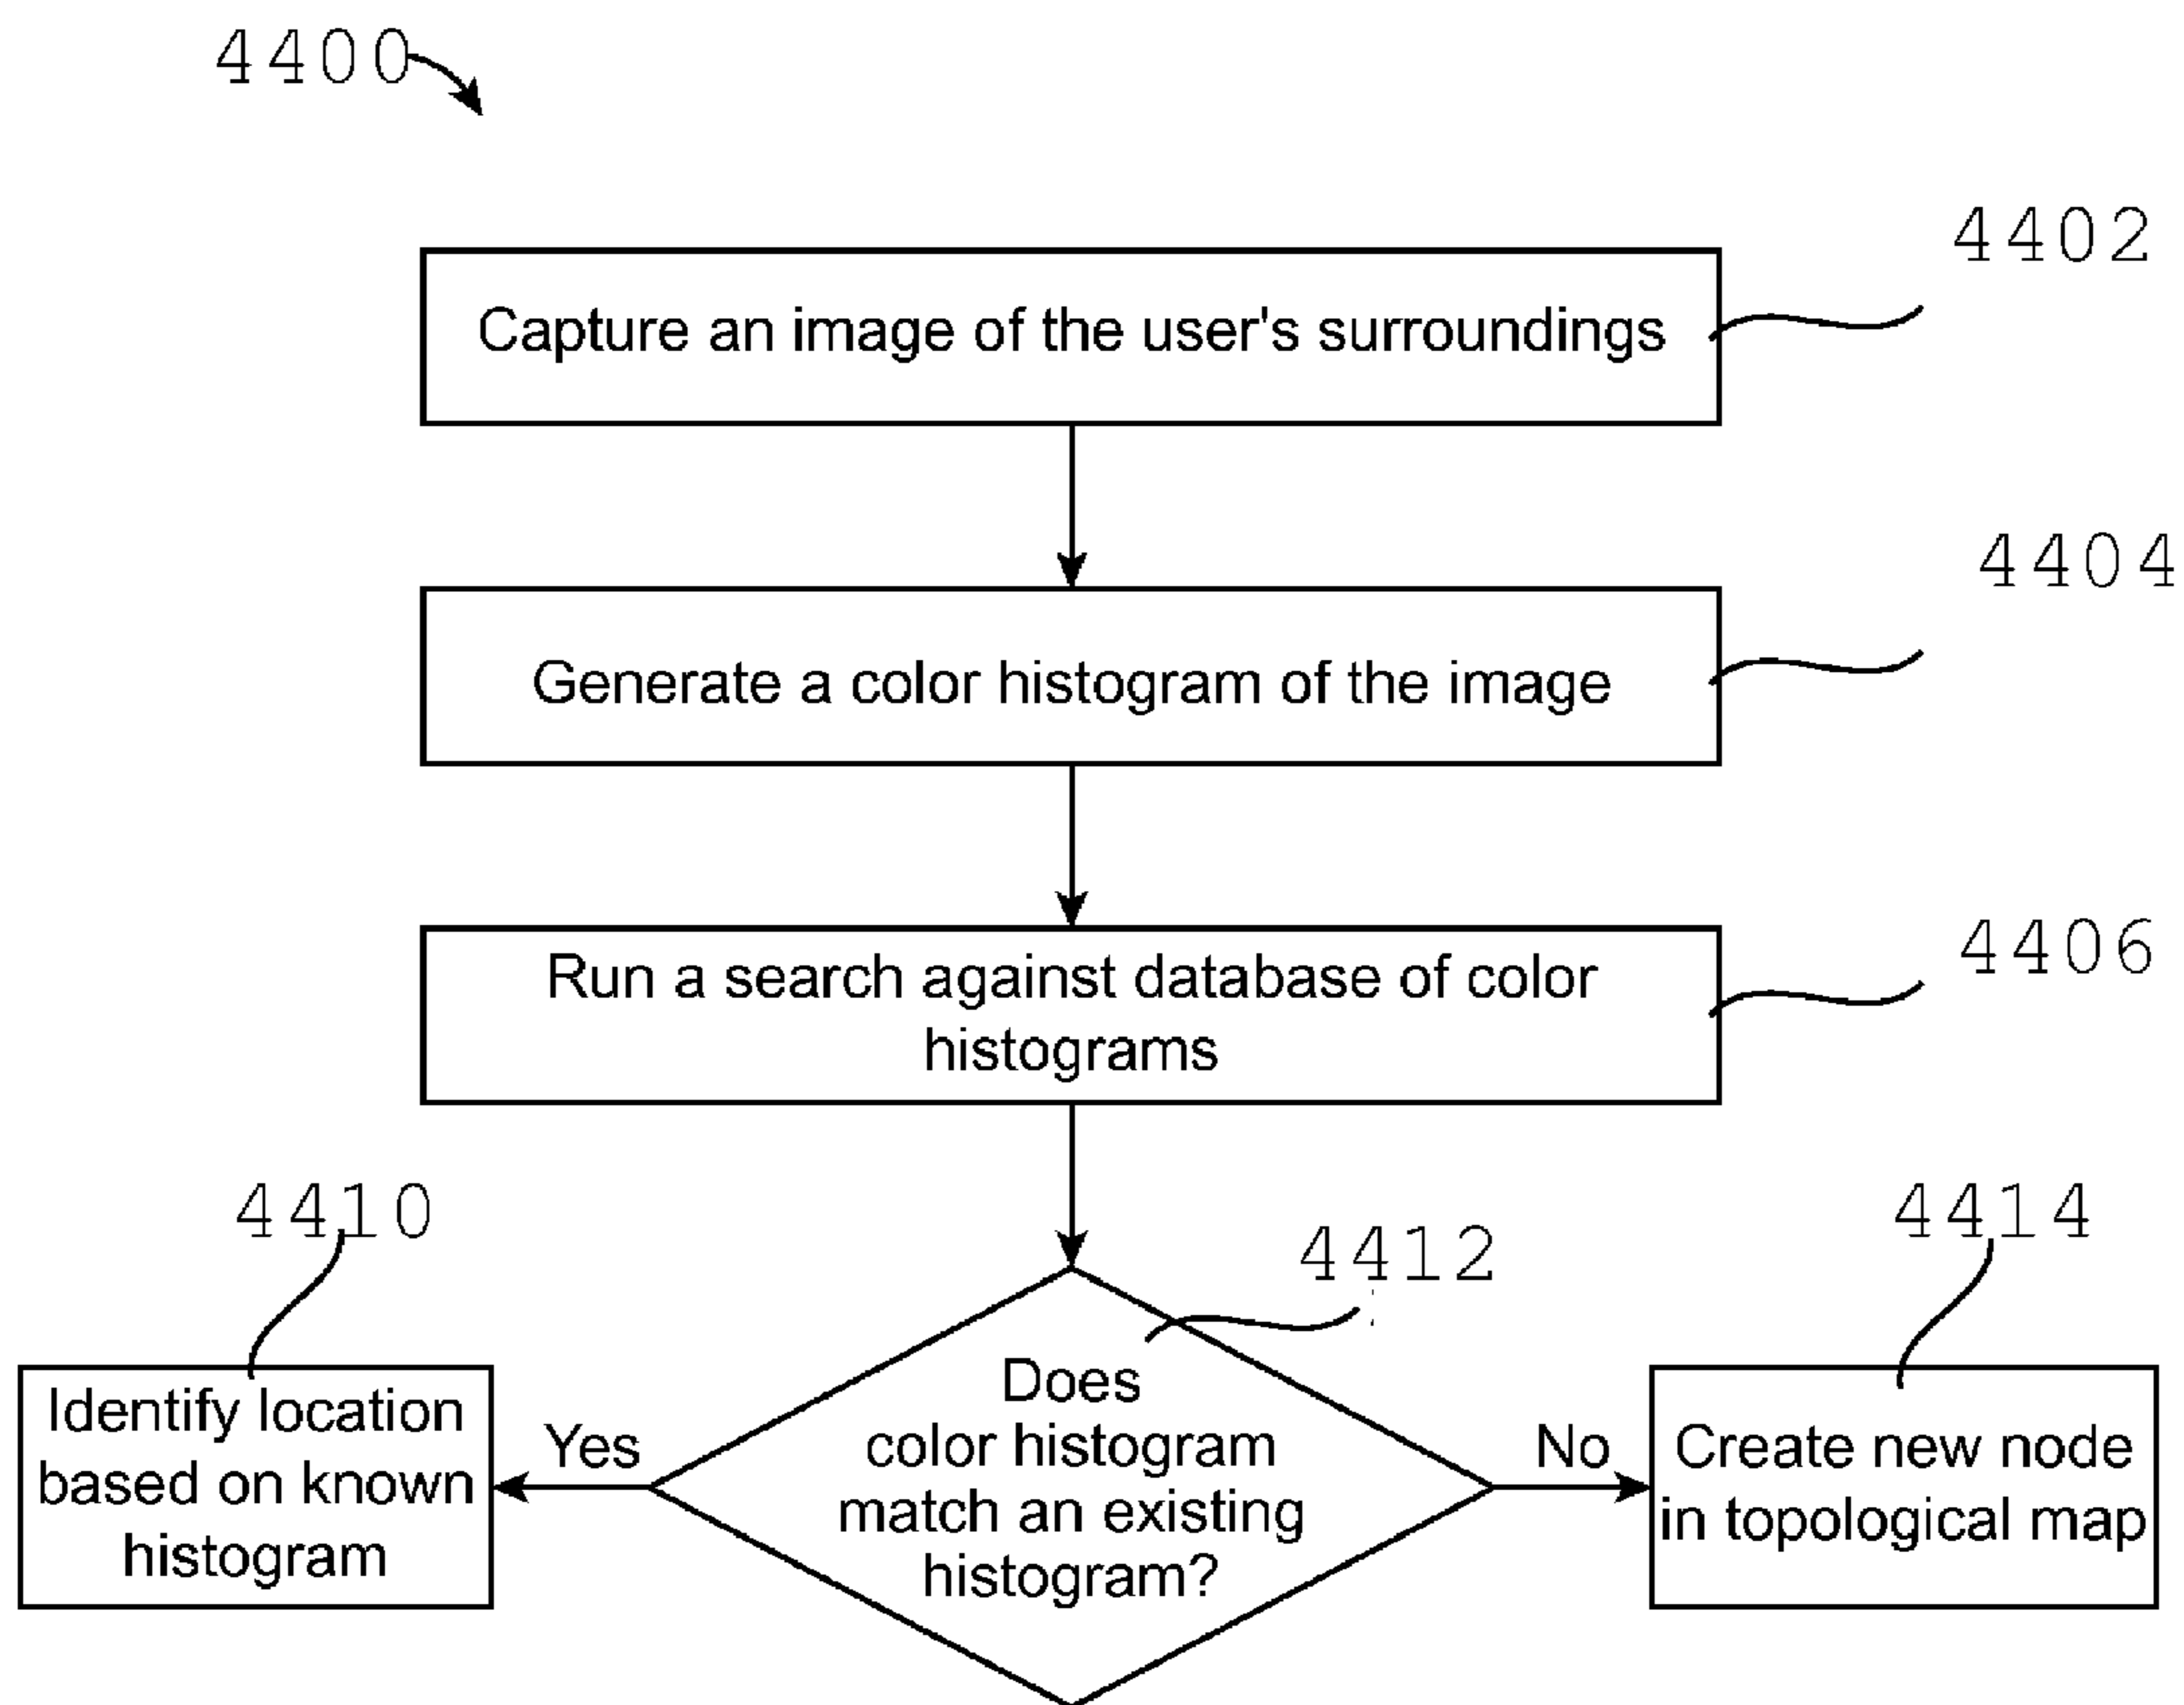 4400
4402
Capture an image of the user's surroundings
4404
Generate a color histogram of the image
4406
Run a search against database of color
histograms
4410
4412
4414
Identify location
based on known
histogram
Yes
Does
color histogram
match an existing
histogram?
No
Create new node
in topological map